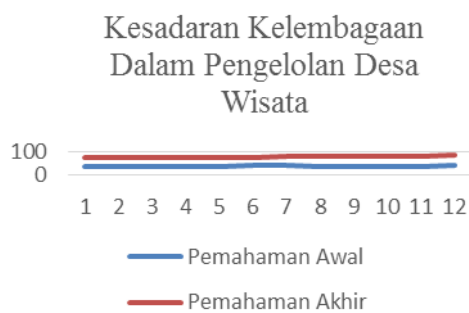 Kesadaran Kelembagaan
Dalam Pengelolan Desa
Wisata
100
0
1 2 3 4 5 6 7 8 9 10 11 12
Pemahaman Awal
Pemahaman Akhir